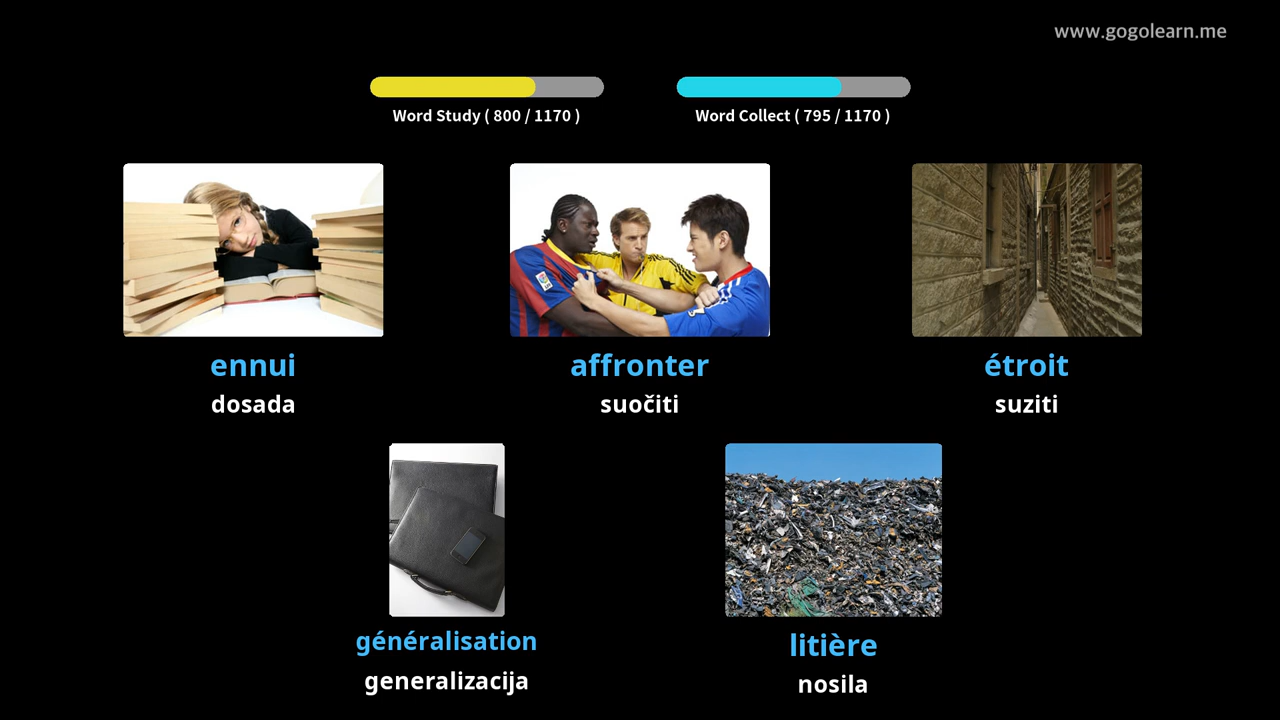 www.gogolearn.me
Word Study ( 800 / 1170 )
Word Collect ( 795 / 1170 )
ennui
dosada
affronter
suočiti
étroit
suziti
généralisation
generalizacija
litière
nosila